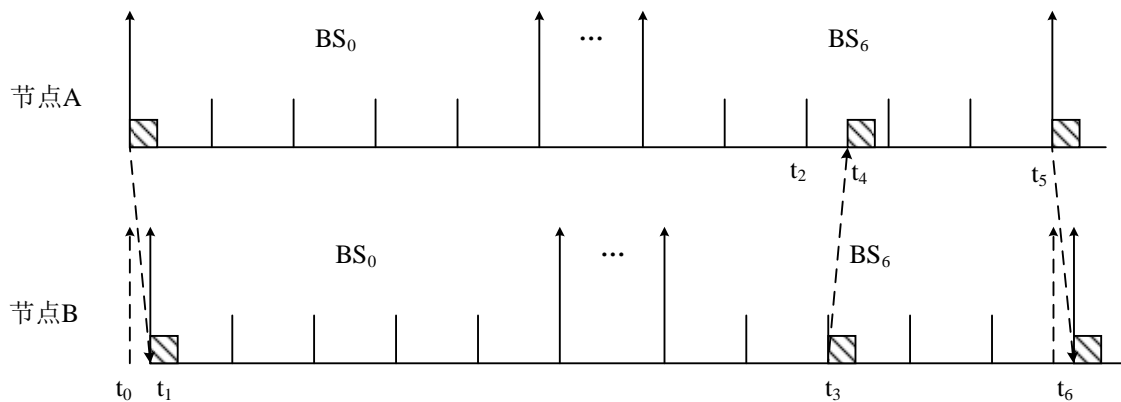 BS₀ ... BS₆
节点A
t₂ t₄ t₅
BS₀ ... BS₆
节点B
t₀ t₁ t₃ t₆